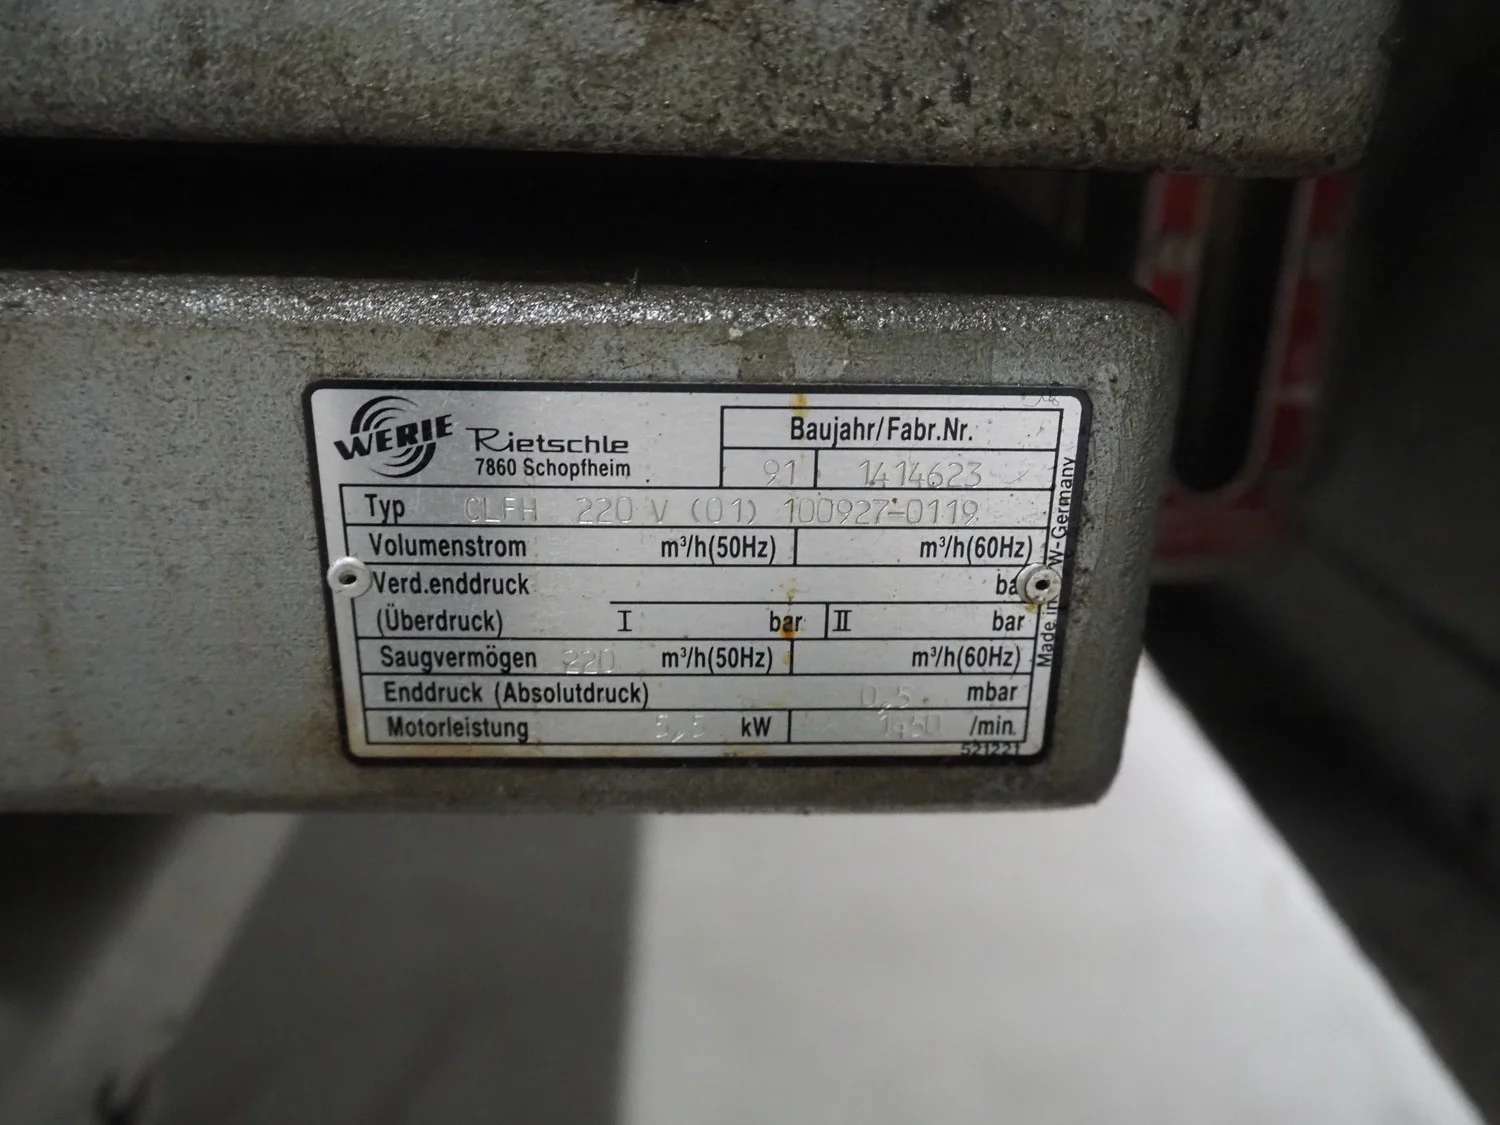 WERIE Rietschle
7860 Schopfheim
Baujahr/Fabr.Nr.
91 1414623
Typ CLFH 220 V (01) 100927-0119
Volumenstrom m³/h(50Hz) m³/h(60Hz)
Verd.enddruck
(Überdruck) I bar II bar
Saugvermögen 220 m³/h(50Hz) m³/h(60Hz)
Enddruck (Absolutdruck) 0,5 mbar
Motorleistung 5,5 kW 1450 /min.
521221
Made in W-Germany